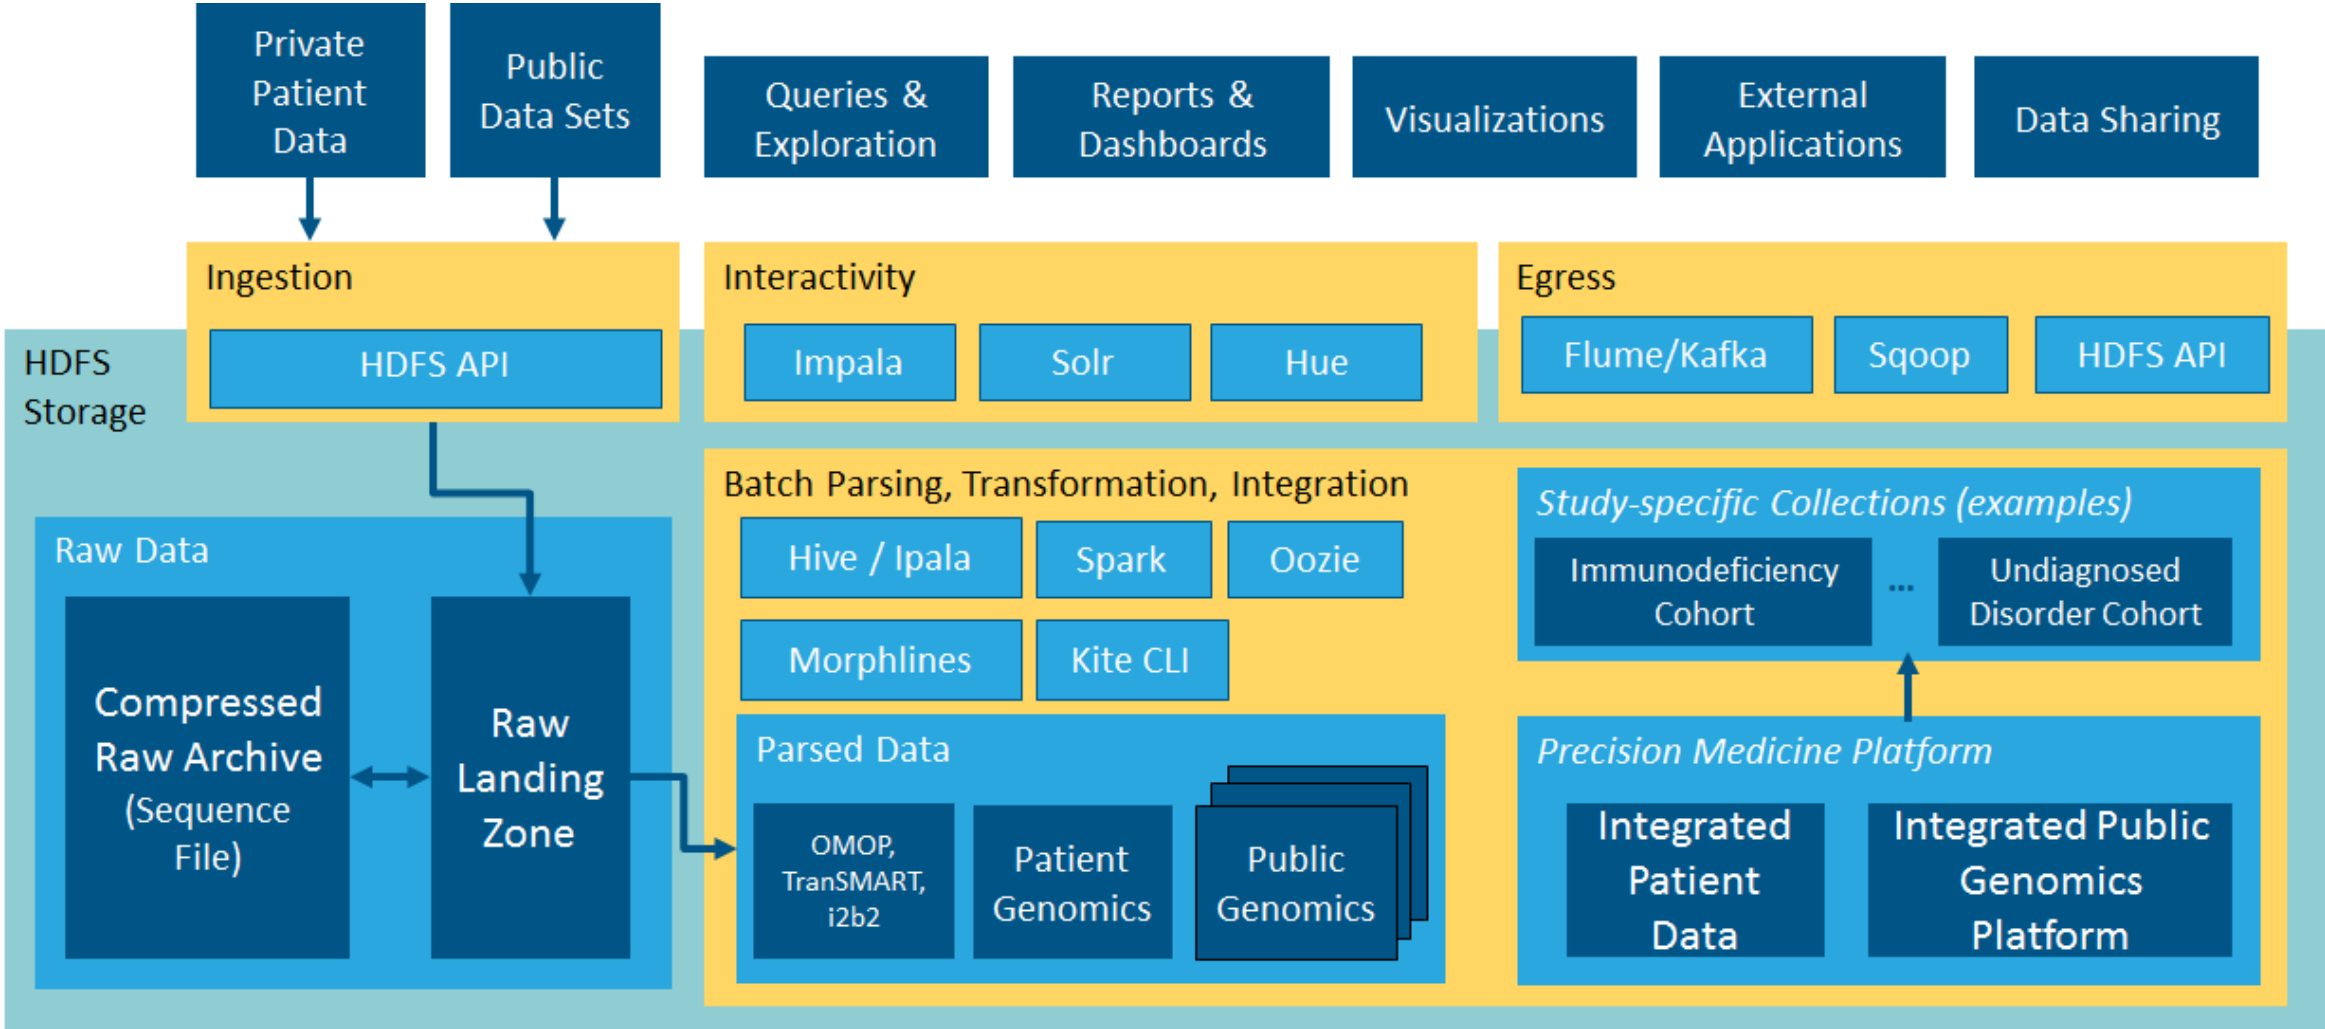 Private
Patient
Data
Public
Data Sets
Queries &
Exploration
Reports &
Dashboards
Visualizations
External
Applications
Data Sharing
Ingestion
HDFS API
Interactivity
Impala
Solr
Hue
Egress
Flume/Kafka
Sqoop
HDFS API
HDFS
Storage
Raw Data
Compressed
Raw Archive
(Sequence
File)
Raw
Landing
Zone
Batch Parsing, Transformation, Integration
Hive / Ipala
Spark
Oozie
Morphlines
Kite CLI
Parsed Data
OMOP,
TranSMART,
i2b2
Patient
Genomics
Public
Genomics
Study-specific Collections (examples)
Immunodeficiency
Cohort
...
Undiagnosed
Disorder Cohort
Precision Medicine Platform
Integrated
Patient
Data
Integrated Public
Genomics
Platform